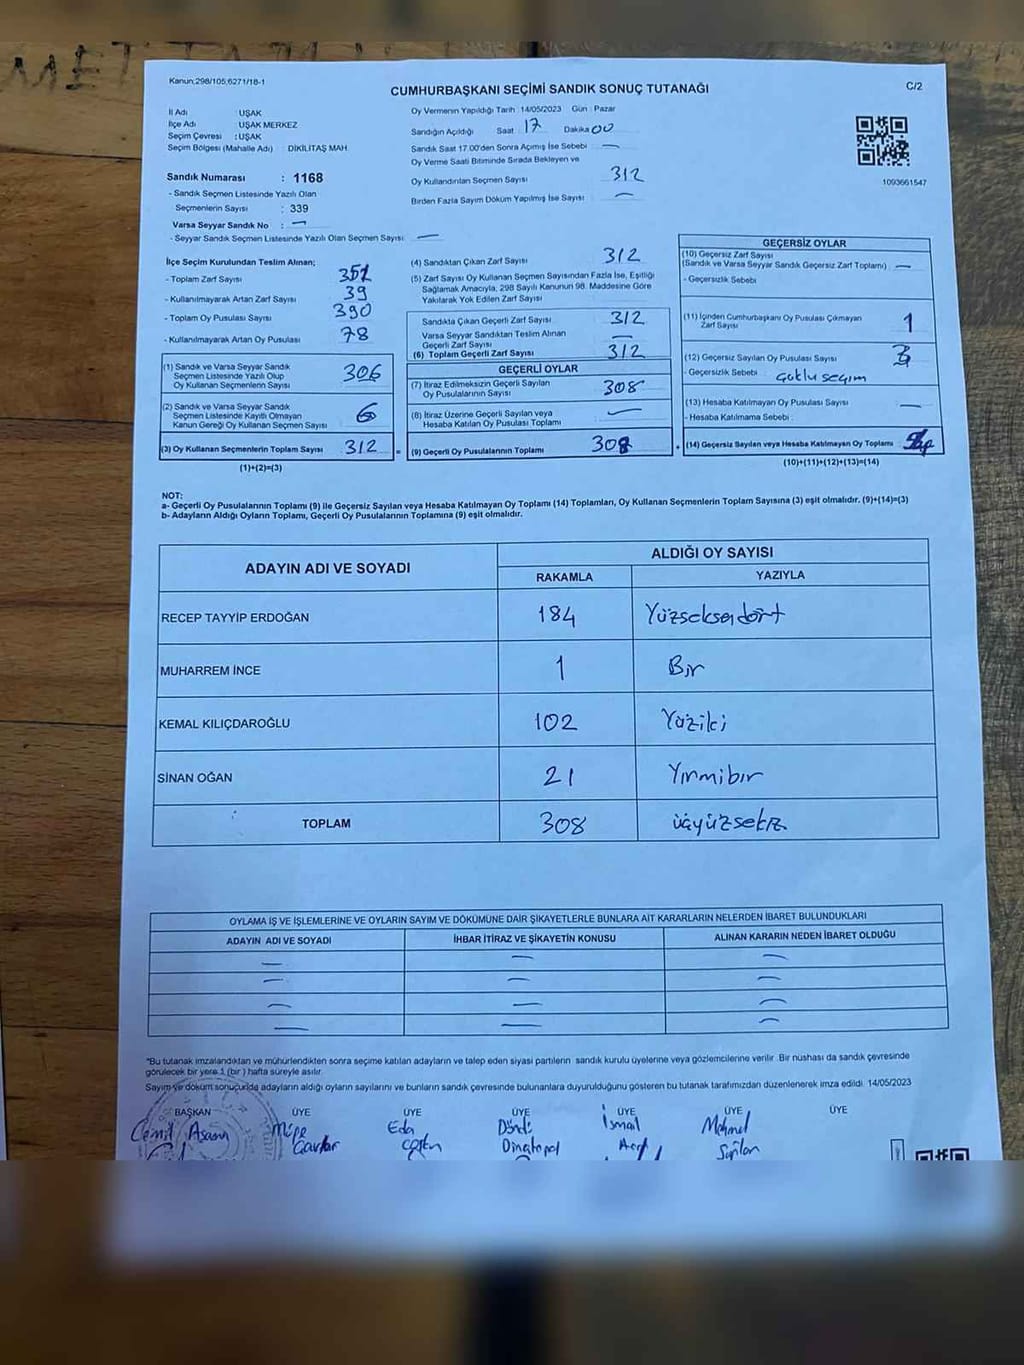 Kanun;298/105,6271/18-1
CUMHURBAŞKANI SEÇİMİ SANDIK SONUÇ TUTANAĞI
C/2
İl Adı : UŞAK
İlçe Adı : UŞAK MERKEZ
Seçim Çevresi : UŞAK
Seçim Bölgesi (Mahalle Adı) : DİKİLİTAŞ MAH
Oy Vermenin Yapıldığı Tarih :14/05/2023 Gün : Pazar
Sandığın Açıldığı Saat 17 Dakika 00
Sandık Saat 17.00'den Sonra Açmış İse Sebebi —
Oy Verme Saati Bitiminde Sırada Bekleyen ve
Oy Kullandırılan Seçmen Sayısı 312
Birden Fazla Sayım Döküm Yapılmış İse Sayısı —
1093661547
Sandık Numarası : 1168
- Sandık Seçmen Listesinde Yazılı Olan
Seçmenlerin Sayısı : 339
Varsa Seyyar Sandık No : —
- Seyyar Sandık Seçmen Listesinde Yazılı Olan Seçmen Sayısı : —
İlçe Seçim Kurulundan Teslim Alınan;
- Toplam Zarf Sayısı 351
- Kullanılmayarak Artan Zarf Sayısı 39
- Toplam Oy Pusulası Sayısı 390
- Kullanılmayarak Artan Oy Pusulası 78
(1) Sandık ve Varsa Seyyar Sandık
Seçmen Listesinde Yazılı Olup
Oy Kullanan Seçmenlerin Sayısı 306
(2) Sandık ve Varsa Seyyar Sandık
Seçmen Listesinde Kayıtlı Olmayan
Kanun Gereği Oy Kullanan Seçmen Sayısı 6
(3) Oy Kullanan Seçmenlerin Toplam Sayısı 312
(1)+(2)=(3)
(4) Sandıktan Çıkan Zarf Sayısı 312
(5) Zarf Sayısı Oy Kullanan Seçmen Sayısından Fazla İse, Eşitliği
Sağlamak Amacıyla, 298 Sayılı Kanunun 98. Maddesine Göre
Yakılarak Yok Edilen Zarf Sayısı
Sandıkta Çıkan Geçerli Zarf Sayısı 312
Varsa Seyyar Sandıktan Teslim Alınan
Geçerli Zarf Sayısı —
(6) Toplam Geçerli Zarf Sayısı 312
GEÇERLİ OYLAR
(7) İtiraz Edilmeksizin Geçerli Sayılan
Oy Pusulalarının Sayısı 308
(8) İtiraz Üzerine Geçerli Sayılan veya
Hesaba Katılan Oy Pusulası Toplamı —
= (9) Geçerli Oy Pusulalarının Toplamı 308
GEÇERSİZ OYLAR
(10) Geçersiz Zarf Sayısı
(Sandık ve Varsa Seyyar Sandık Geçersiz Zarf Toplamı) —
- Geçersizlik Sebebi :
(11) İçinden Cumhurbaşkanı Oy Pusulası Çıkmayan
Zarf Sayısı 1
(12) Geçersiz Sayılan Oy Pusulası Sayısı 3
- Geçersizlik Sebebi : çoklu seçim
(13) Hesaba Katılmayan Oy Pusulası Sayısı —
- Hesaba Katılmama Sebebi :
(14) Geçersiz Sayılan veya Hesaba Katılmayan Oy Toplamı
(10)+(11)+(12)+(13)=(14)
NOT:
a- Geçerli Oy Pusulalarının Toplamı (9) ile Geçersiz Sayılan veya Hesaba Katılmayan Oy Toplamı (14) Toplamları, Oy Kullanan Seçmenlerin Toplam Sayısına (3) eşit olmalıdır. (9)+(14)=(3)
b- Adayların Aldığı Oyların Toplamı, Geçerli Oy Pusulalarının Toplamına (9) eşit olmalıdır.
ADAYIN ADI VE SOYADI
ALDIĞI OY SAYISI
RAKAMLA YAZIYLA
RECEP TAYYİP ERDOĞAN 184 Yüzseksendört
MUHARREM İNCE 1 Bir
KEMAL KILIÇDAROĞLU 102 Yüziki
SİNAN OĞAN 21 Yirmibir
TOPLAM 308 üçyüzsekiz
OYLAMA İŞ VE İŞLEMLERİNE VE OYLARIN SAYIM VE DÖKÜMÜNE DAİR ŞİKAYETLERLE BUNLARA AİT KARARLARIN NELERDEN İBARET BULUNDUKLARI
ADAYIN ADI VE SOYADI İHBAR İTİRAZ VE ŞİKAYETİN KONUSU ALINAN KARARIN NEDEN İBARET OLDUĞU
— — —
— — —
— — —
— — —
*Bu tutanak imzalandıktan ve mühürlendikten sonra seçime katılan adayların ve talep eden siyasi partilerin sandık kurulu üyelerine veya gözlemcilerine verilir. Bir nüshası da sandık çevresinde
görülecek bir yere 1 (bir) hafta süreyle asılır.
Sayım ve döküm sonucunda adayların aldığı oyların sayılarını ve bunların sandık çevresinde bulunanlara duyurulduğunu gösteren bu tutanak tarafımızdan düzenlenerek imza edildi. 14/05/2023
BAŞKAN ÜYE ÜYE ÜYE ÜYE ÜYE ÜYE
Cemil Eda Döndü İsmail Mehmet